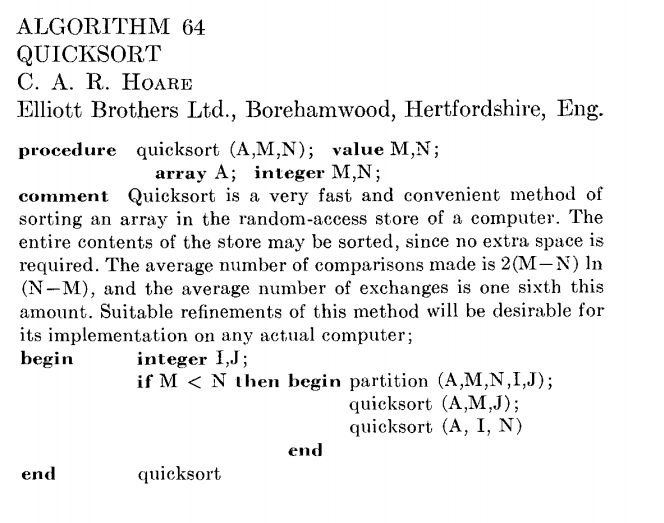 ALGORITHM 64
QUICKSORT
C. A. R. HOARE
Elliott Brothers Ltd., Borehamwood, Hertfordshire, Eng.
procedure quicksort (A,M,N); value M,N;
array A; integer M,N;
comment Quicksort is a very fast and convenient method of
sorting an array in the random-access store of a computer. The
entire contents of the store may be sorted, since no extra space is
required. The average number of comparisons made is 2(M−N) ln
(N−M), and the average number of exchanges is one sixth this
amount. Suitable refinements of this method will be desirable for
its implementation on any actual computer;
begin integer I,J;
if M < N then begin partition (A,M,N,I,J);
quicksort (A,M,J);
quicksort (A, I, N)
end
end quicksort